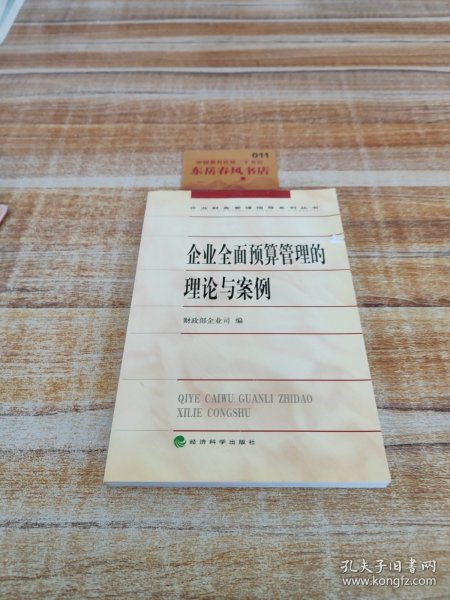 011
东岳春风书店
企业财务管理指导系列丛书
企业全面预算管理的
理论与案例
财政部企业司 编
QIYE CAIWU GUANLI ZHIDAO
XILIE CONGSHU
经济科学出版社
孔夫子旧书网
www.kongfz.com